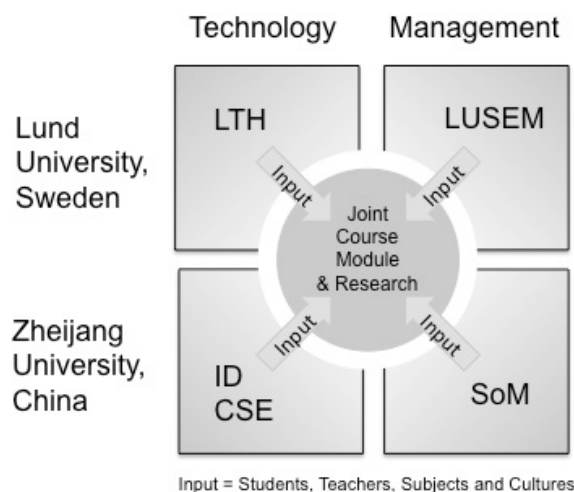 Technology Management
Lund
University,
Sweden
LTH
LUSEM
Input
Input
Joint
Course
Module
& Research
Zheijang
University,
China
Input
Input
ID
CSE
SoM
Input = Students, Teachers, Subjects and Cultures